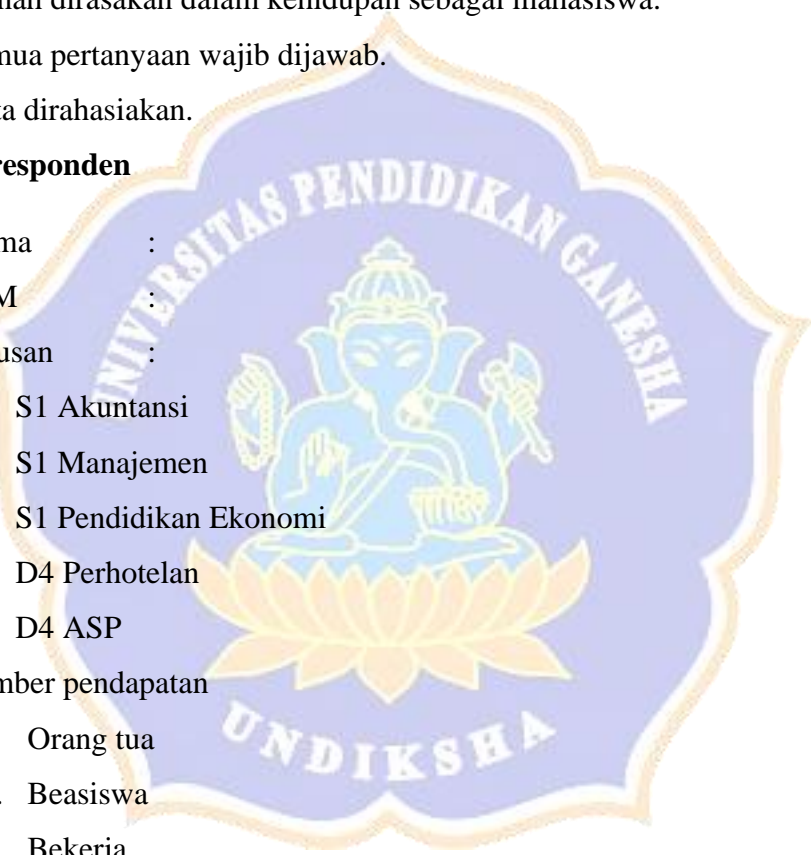 nah dirasakan dalam kehidupan sebagai mahasiswa.
mua pertanyaan wajib dijawab.
ta dirahasiakan.
responden
UNIVERSITAS PENDIDIKAN GANESHA
ma :
M :
usan :
S1 Akuntansi
S1 Manajemen
S1 Pendidikan Ekonomi
D4 Perhotelan
D4 ASP
mber pendapatan
Orang tua
UNDIKSHA
. Beasiswa
Bekerja